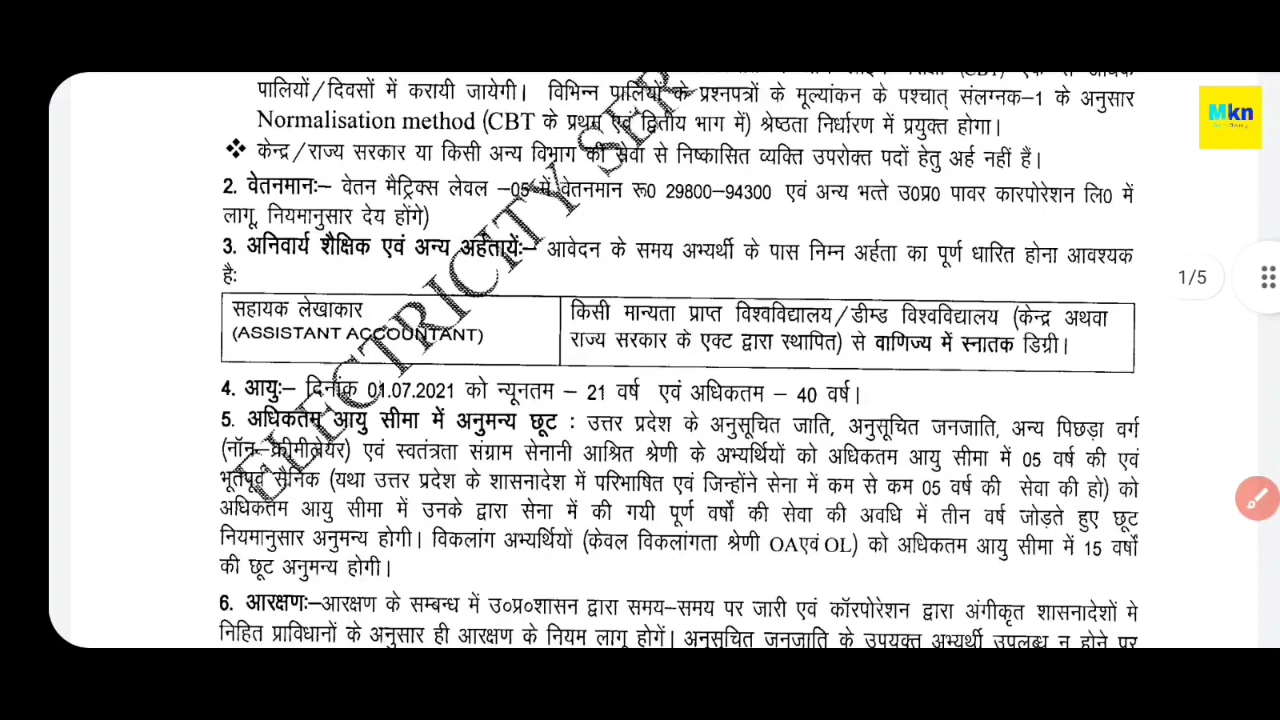 पालियों/दिवसों में करायी जायेगी। विभिन्न पालियों के प्रश्नपत्रों के मूल्यांकन के पश्चात् संलग्नक-1 के अनुसार
Normalisation method (CBT के प्रथम एवं द्वितीय भाग में) श्रेष्ठता निर्धारण में प्रयुक्त होगा।
❖ केन्द्र/राज्य सरकार या किसी अन्य विभाग की सेवा से निष्कासित व्यक्ति उपरोक्त पदों हेतु अर्ह नहीं हैं।
2. वेतनमानः- वेतन मैट्रिक्स लेवल -05 में वेतनमान रू0 29800-94300 एवं अन्य भत्ते उ0प्र0 पावर कारपोरेशन लि0 में
लागू, नियमानुसार देय होंगे)
3. अनिवार्य शैक्षिक एवं अन्य अर्हतायेंः- आवेदन के समय अभ्यर्थी के पास निम्न अर्हता का पूर्ण धारित होना आवश्यक
हैः
सहायक लेखाकार
(ASSISTANT ACCOUNTANT)
किसी मान्यता प्राप्त विश्वविद्यालय/डीम्ड विश्वविद्यालय (केन्द्र अथवा
राज्य सरकार के एक्ट द्वारा स्थापित) से वाणिज्य में स्नातक डिग्री।
4. आयुः- दिनांक 01.07.2021 को न्यूनतम - 21 वर्ष एवं अधिकतम - 40 वर्ष।
5. अधिकतम आयु सीमा में अनुमन्य छूट : उत्तर प्रदेश के अनुसूचित जाति, अनुसूचित जनजाति, अन्य पिछड़ा वर्ग
(नॉन-क्रीमीलेयर) एवं स्वतंत्रता संग्राम सेनानी आश्रित श्रेणी के अभ्यर्थियों को अधिकतम आयु सीमा में 05 वर्ष की एवं
भूतपूर्व सैनिक (यथा उत्तर प्रदेश के शासनादेश में परिभाषित एवं जिन्होंने सेना में कम से कम 05 वर्ष की सेवा की हो) को
अधिकतम आयु सीमा में उनके द्वारा सेना में की गयी पूर्ण वर्षों की सेवा की अवधि में तीन वर्ष जोड़ते हुए छूट
नियमानुसार अनुमन्य होगी। विकलांग अभ्यर्थियों (केवल विकलांगता श्रेणी OAएवं OL) को अधिकतम आयु सीमा में 15 वर्षो
की छूट अनुमन्य होगी।
6. आरक्षणः-आरक्षण के सम्बन्ध में उ०प्र०शासन द्वारा समय-समय पर जारी एवं कॉरपोरेशन द्वारा अंगीकृत शासनादेशों मे
निहित प्राविधानों के अनुसार ही आरक्षण के नियम लागू होगें। अनुसूचित जनजाति के उपयुक्त अभ्यर्थी उपलब्ध न होने पर
ELECTRICITY SER
Mkn
1/5